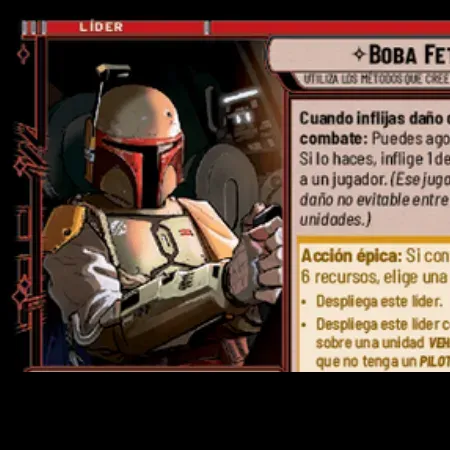 LÍDER
BOBA FET
UTILIZA LOS MÉTODOS QUE CREE
Cuando inflijas daño
combate: Puedes ago
Si lo haces, inflige 1 de
a un jugador. (Ese juga
daño no evitable entre
unidades.)
Acción épica: Si con
6 recursos, elige una
• Despliega este líder.
• Despliega este líder c
sobre una unidad VEH
que no tenga un PILOT